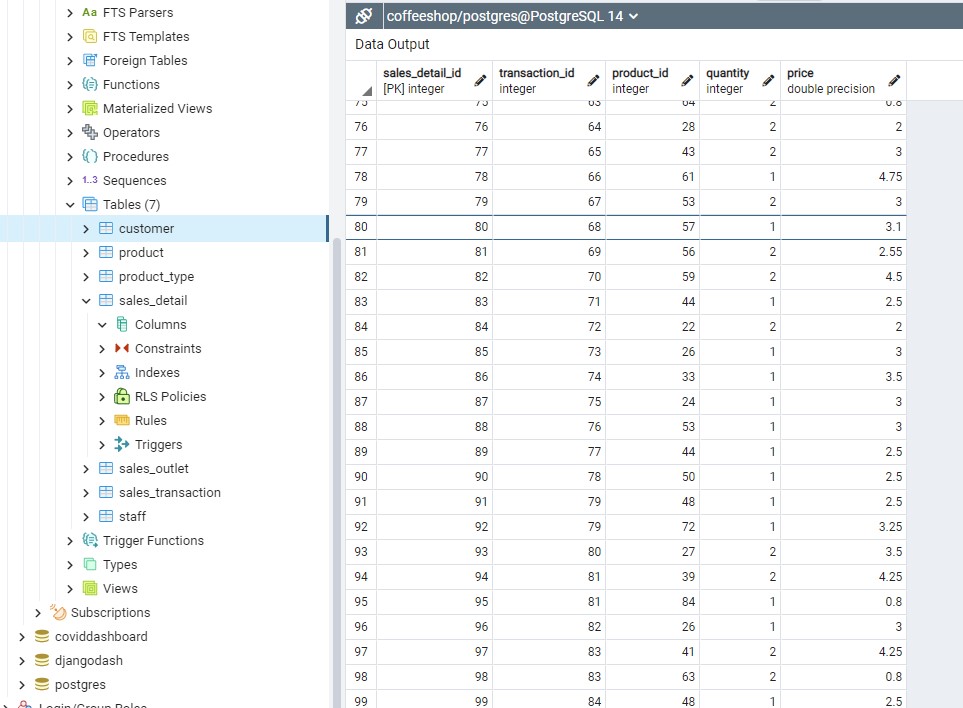 FTS Parsers
FTS Templates
Foreign Tables
Functions
Materialized Views
Operators
Procedures
1..3 Sequences
Tables (7)
customer
product
product_type
sales_detail
Columns
Constraints
Indexes
RLS Policies
Rules
Triggers
sales_outlet
sales_transaction
staff
Trigger Functions
Types
Views
Subscriptions
coviddashboard
djangodash
postgres
Login/Group Roles
coffeeshop/postgres@PostgreSQL 14
Data Output
sales_detail_id transaction_id product_id quantity price
[PK] integer integer integer integer double precision
75 75 63 64 2 0.8
76 76 64 28 2 2
77 77 65 43 2 3
78 78 66 61 1 4.75
79 79 67 53 2 3
80 80 68 57 1 3.1
81 81 69 56 2 2.55
82 82 70 59 2 4.5
83 83 71 44 1 2.5
84 84 72 22 2 2
85 85 73 26 1 3
86 86 74 33 1 3.5
87 87 75 24 1 3
88 88 76 53 1 3
89 89 77 44 1 2.5
90 90 78 50 1 2.5
91 91 79 48 1 2.5
92 92 79 72 1 3.25
93 93 80 27 2 3.5
94 94 81 39 2 4.25
95 95 81 84 1 0.8
96 96 82 26 1 3
97 97 83 41 2 4.25
98 98 83 63 2 0.8
99 99 84 48 1 2.5